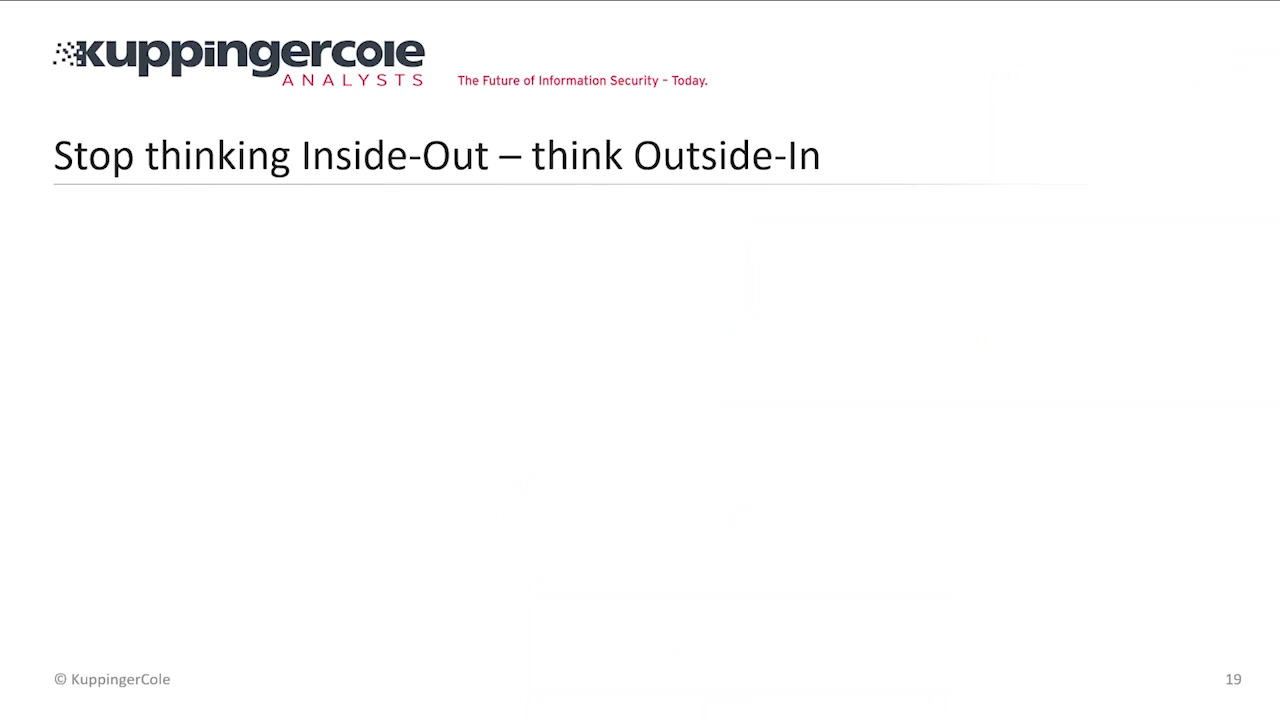 kuppingercole
ANALYSTS
The Future of Information Security – Today.
Stop thinking Inside-Out – think Outside-In
© KuppingerCole
19